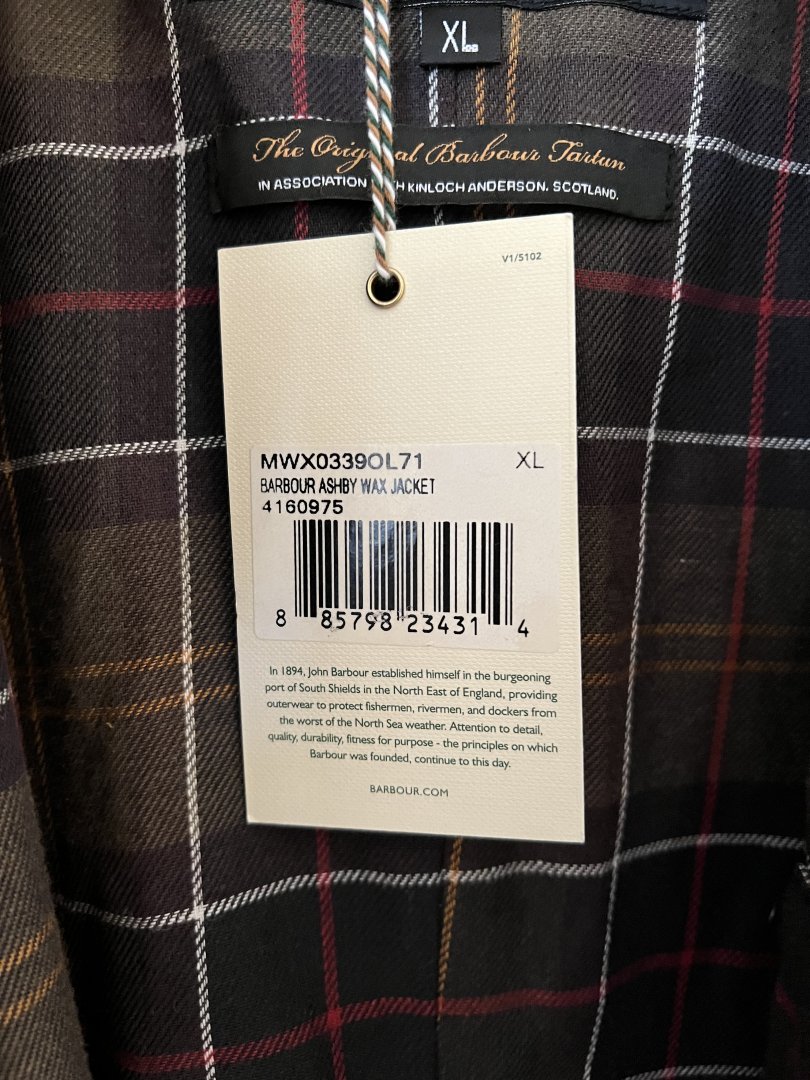 XL
The Original Barbour Tartan
IN ASSOCIATION WITH KINLOCH ANDERSON. SCOTLAND.
V1/5102
MWX0339OL71 XL
BARBOUR ASHBY WAX JACKET
4160975
8 85798 23431 4
In 1894, John Barbour established himself in the burgeoning
port of South Shields in the North East of England, providing
outerwear to protect fishermen, rivermen, and dockers from
the worst of the North Sea weather. Attention to detail,
quality, durability, fitness for purpose - the principles on which
Barbour was founded, continue to this day.
BARBOUR.COM